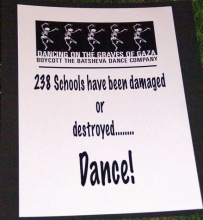 DANCING ON THE GRAVES OF GAZA
BOYCOTT THE BATSHEVA DANCE COMPANY
238 Schools have been damaged
or
destroyed........
Dance!